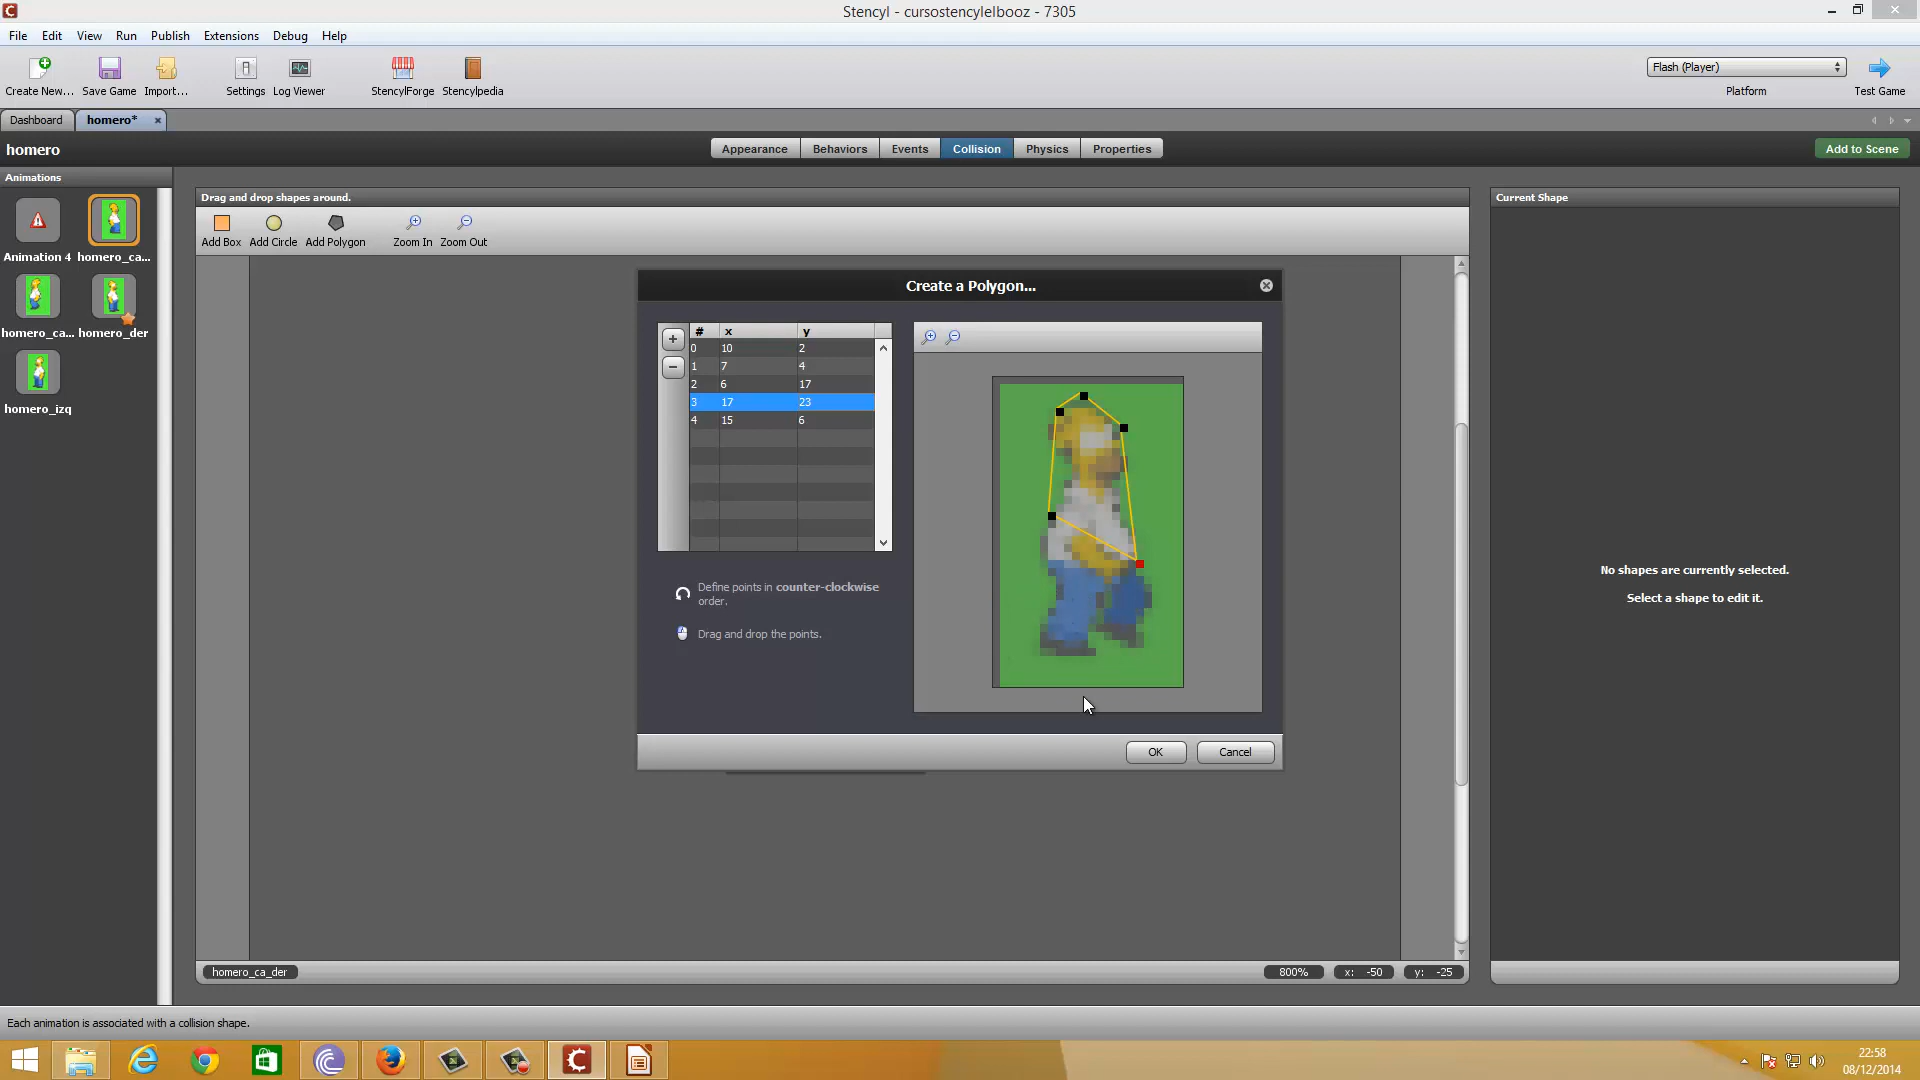 Stencyl - cursostencylelbooz - 7305
File Edit View Run Publish Extensions Debug Help
Create New... Save Game Import... Settings Log Viewer StencylForge Stencylpedia
Flash (Player)
Platform
Test Game
Dashboard homero*
homero
Appearance Behaviors Events Collision Physics Properties
Add to Scene
Animations
Animation 4 homero_ca...
homero_ca... homero_der
homero_izq
Drag and drop shapes around.
Add Box Add Circle Add Polygon Zoom In Zoom Out
Create a Polygon...
+
-
# x y
0 10 2
1 7 4
2 6 17
3 17 23
4 15 6
Define points in counter-clockwise
order.
Drag and drop the points.
OK Cancel
homero_ca_der
800% x: -50 y: -25
Current Shape
No shapes are currently selected.
Select a shape to edit it.
Each animation is associated with a collision shape.
22:58
08/12/2014